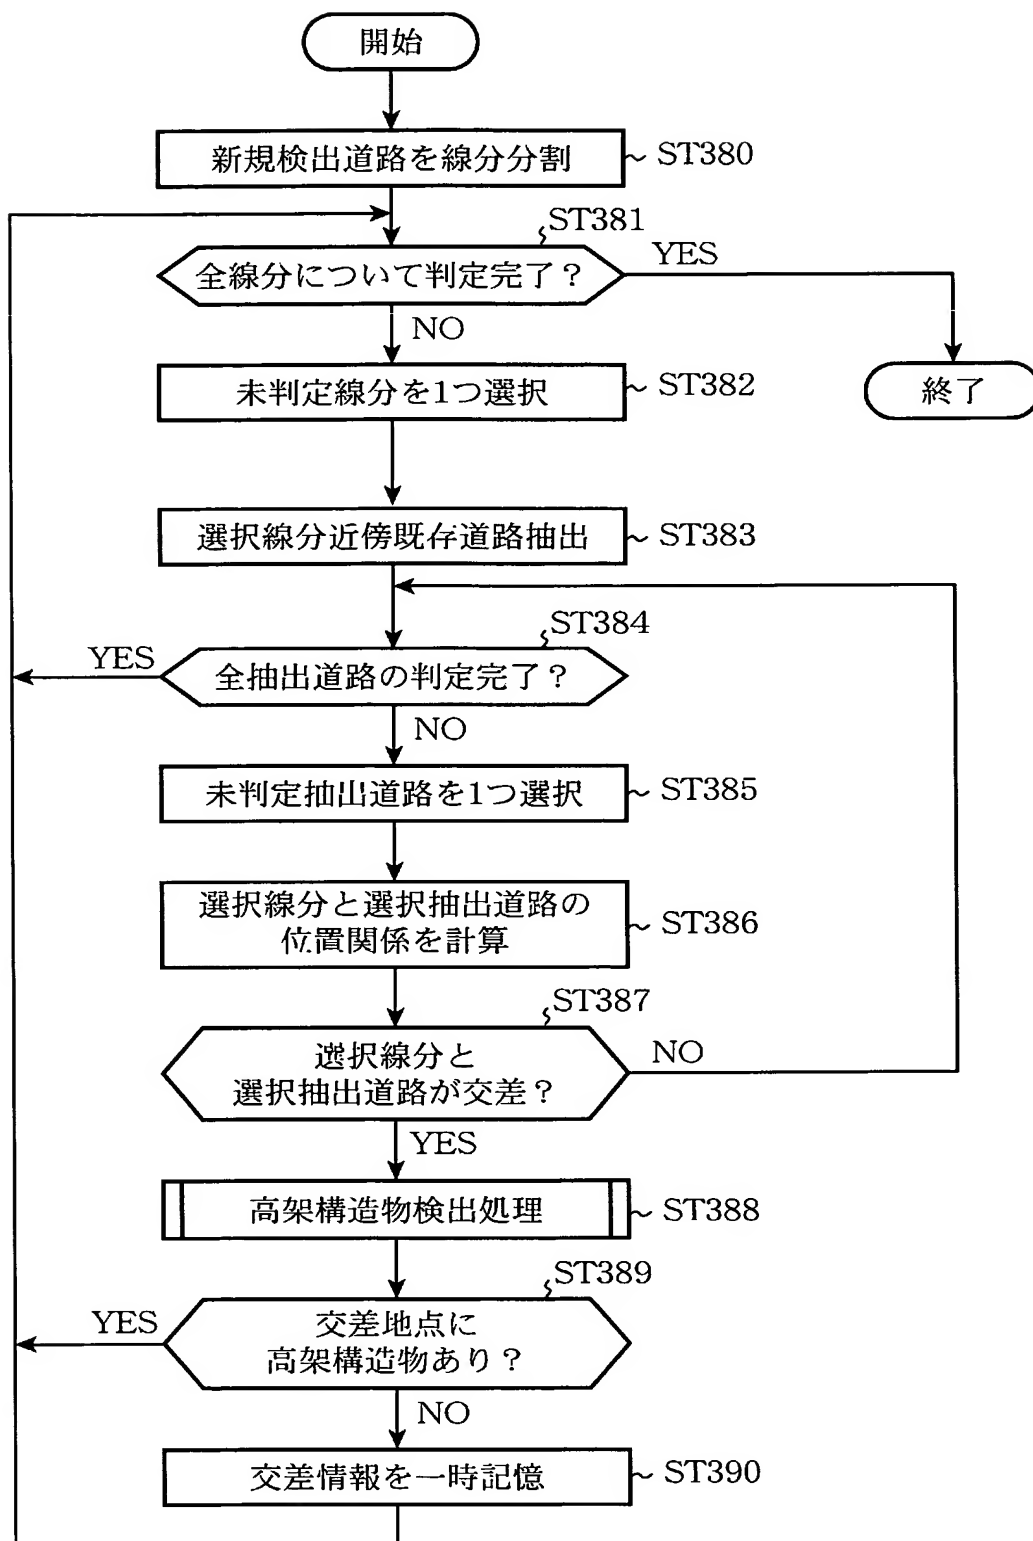 開始
新規検出道路を線分分割
ST380
ST381
全線分について判定完了?
YES
NO
未判定線分を1つ選択
ST382
終了
選択線分近傍既存道路抽出
ST383
ST384
YES
全抽出道路の判定完了?
NO
未判定抽出道路を1つ選択
ST385
選択線分と選択抽出道路の
位置関係を計算
ST386
ST387
選択線分と
選択抽出道路が交差?
NO
YES
高架構造物検出処理
ST388
ST389
YES
交差地点に
高架構造物あり?
NO
交差情報を一時記憶
ST390